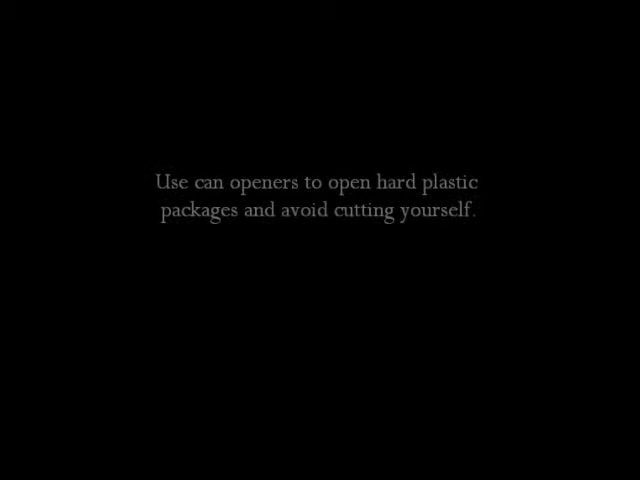 Use can openers to open hard plastic
packages and avoid cutting yourself.